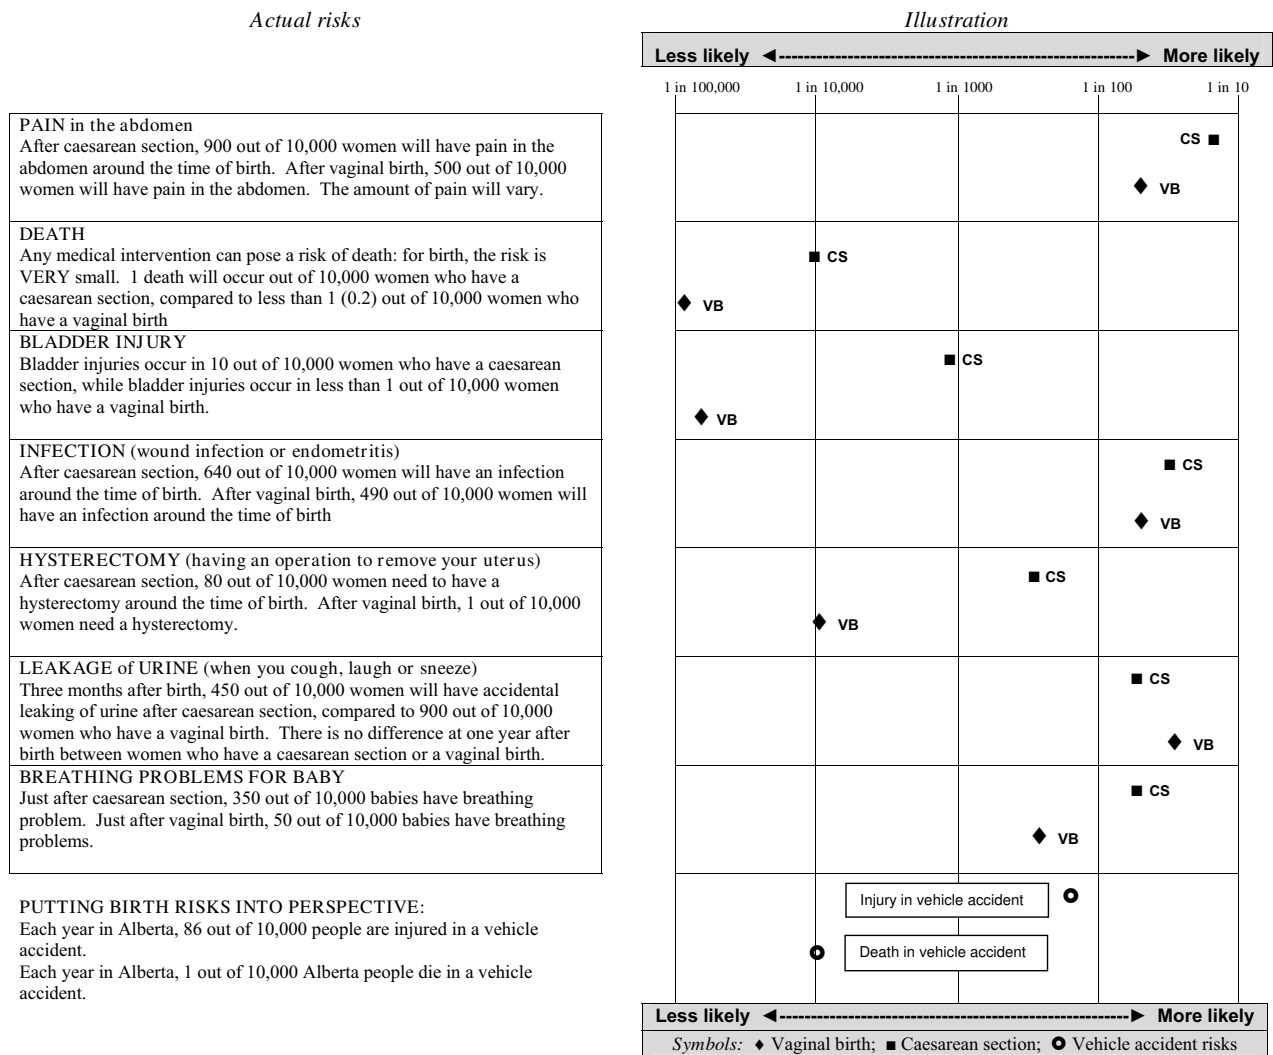 Actual risks
Illustration
Less likely ◄---------------------------------------------------------► More likely
1 in 100,000 1 in 10,000 1 in 1000 1 in 100 1 in 10
PAIN in the abdomen
After caesarean section, 900 out of 10,000 women will have pain in the
abdomen around the time of birth. After vaginal birth, 500 out of 10,000
women will have pain in the abdomen. The amount of pain will vary.
CS
VB
DEATH
Any medical intervention can pose a risk of death: for birth, the risk is
VERY small. 1 death will occur out of 10,000 women who have a
caesarean section, compared to less than 1 (0.2) out of 10,000 women who
have a vaginal birth
CS
VB
BLADDER INJURY
Bladder injuries occur in 10 out of 10,000 women who have a caesarean
section, while bladder injuries occur in less than 1 out of 10,000 women
who have a vaginal birth.
CS
VB
INFECTION (wound infection or endometritis)
After caesarean section, 640 out of 10,000 women will have an infection
around the time of birth. After vaginal birth, 490 out of 10,000 women will
have an infection around the time of birth
CS
VB
HYSTERECTOMY (having an operation to remove your uterus)
After caesarean section, 80 out of 10,000 women need to have a
hysterectomy around the time of birth. After vaginal birth, 1 out of 10,000
women need a hysterectomy.
CS
VB
LEAKAGE of URINE (when you cough, laugh or sneeze)
Three months after birth, 450 out of 10,000 women will have accidental
leaking of urine after caesarean section, compared to 900 out of 10,000
women who have a vaginal birth. There is no difference at one year after
birth between women who have a caesarean section or a vaginal birth.
CS
VB
BREATHING PROBLEMS FOR BABY
Just after caesarean section, 350 out of 10,000 babies have breathing
problem. Just after vaginal birth, 50 out of 10,000 babies have breathing
problems.
CS
VB
PUTTING BIRTH RISKS INTO PERSPECTIVE:
Each year in Alberta, 86 out of 10,000 people are injured in a vehicle
accident.
Each year in Alberta, 1 out of 10,000 Alberta people die in a vehicle
accident.
Injury in vehicle accident
Death in vehicle accident
Less likely ◄---------------------------------------------------------► More likely
Symbols: ♦ Vaginal birth; ■ Caesarean section; O Vehicle accident risks